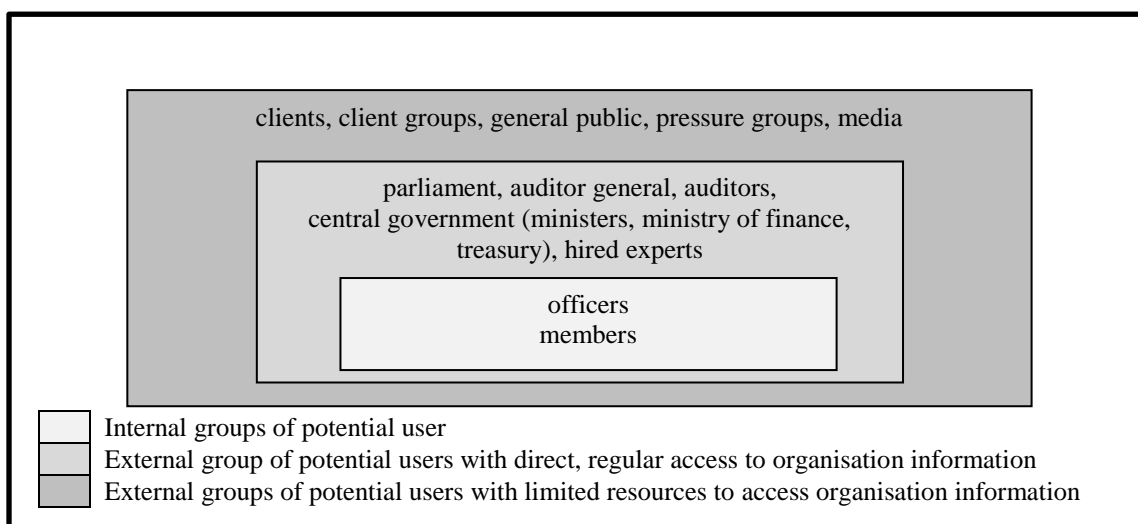 clients, client groups, general public, pressure groups, media
parliament, auditor general, auditors,
central government (ministers, ministry of finance,
treasury), hired experts
officers
members
Internal groups of potential user
External group of potential users with direct, regular access to organisation information
External groups of potential users with limited resources to access organisation information